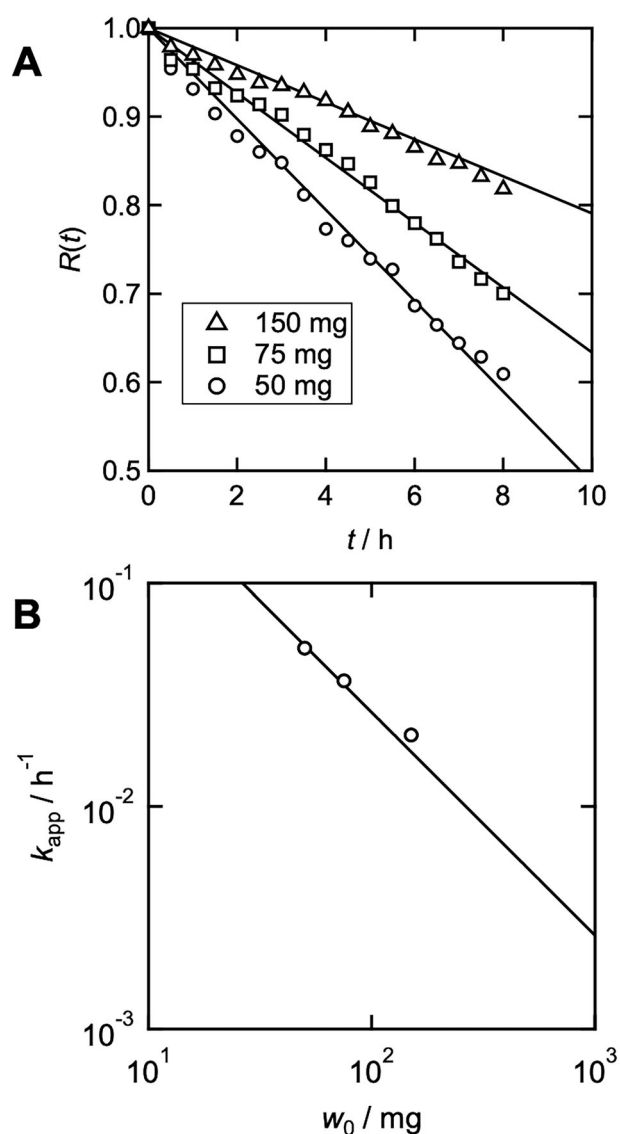 A
1.0
0.9
0.8
0.7
0.6
0.5
R(t)
150 mg
75 mg
50 mg
0 2 4 6 8 10
t / h
B
10⁻¹
10⁻²
10⁻³
k_app / h⁻¹
10¹ 10² 10³
w₀ / mg